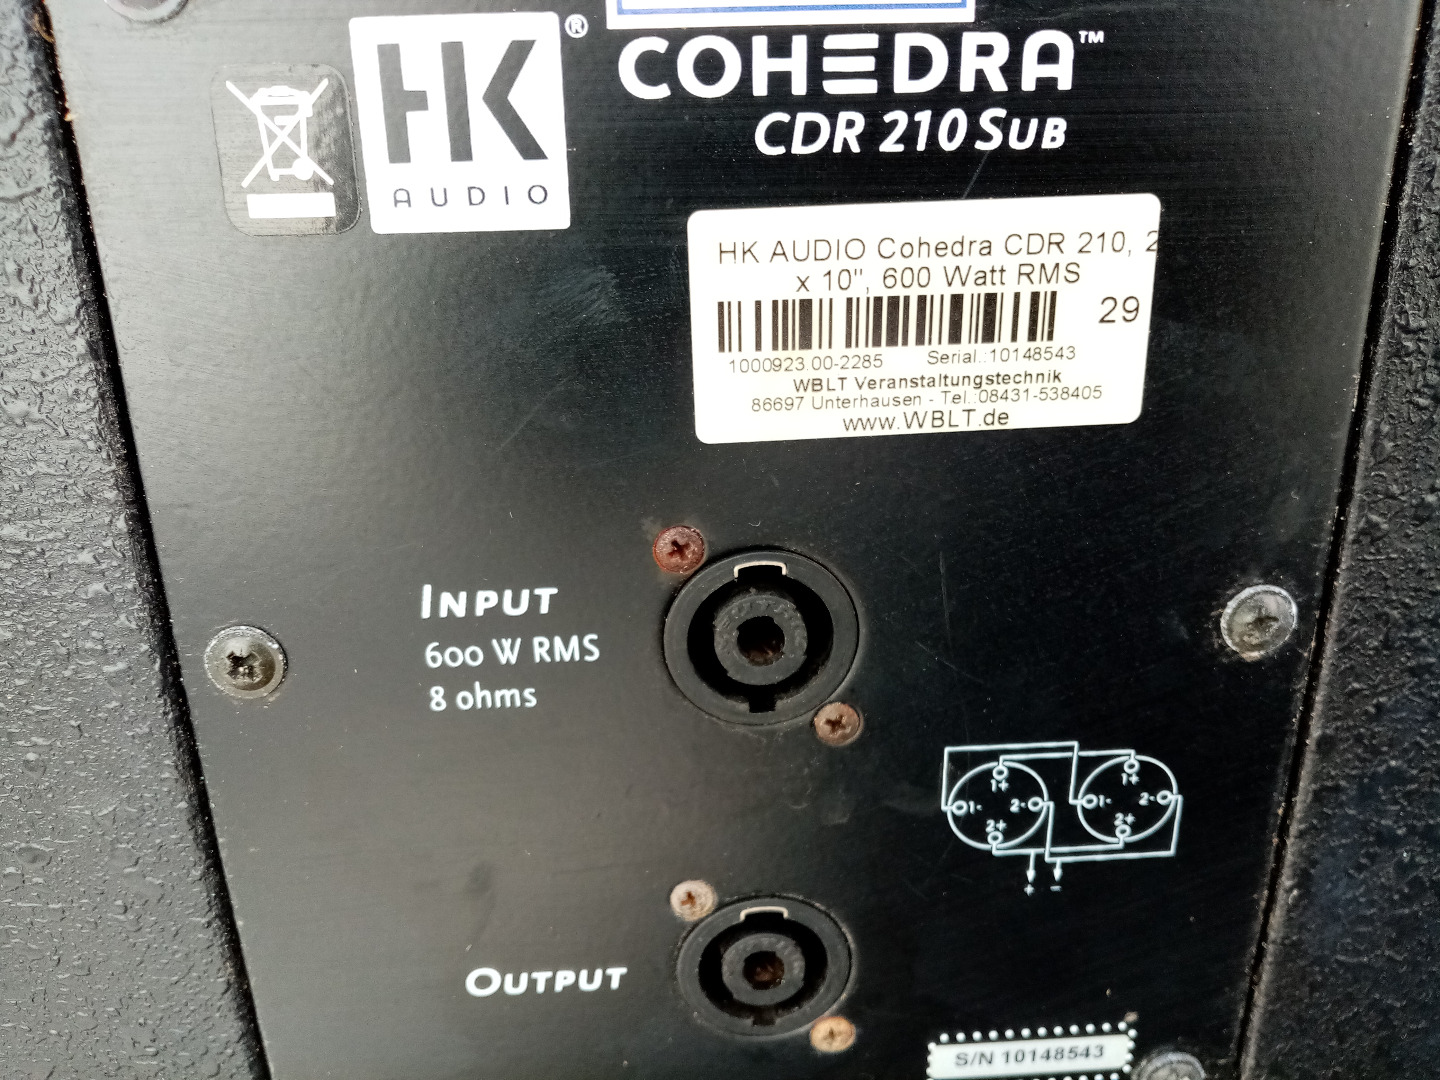 HK®
AUDIO
COHEDRA™
CDR 210 SUB
HK AUDIO Cohedra CDR 210, 2
x 10", 600 Watt RMS
29
1000923.00-2285 Serial.:10148543
WBLT Veranstaltungstechnik
86697 Unterhausen - Tel.:08431-538405
www.WBLT.de
INPUT
600 W RMS
8 ohms
1+ 1+
1- 2- 1- 2-
2+ 2+
+ -
OUTPUT
S/N 10148543